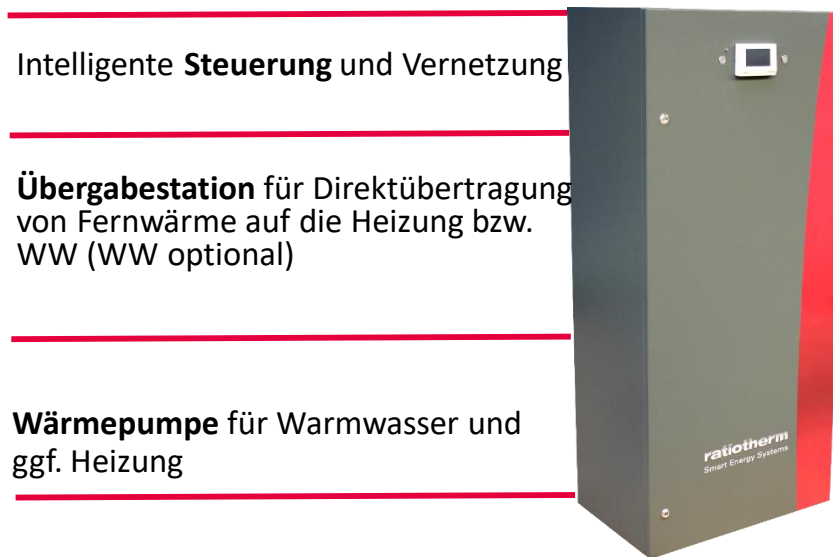 Intelligente Steuerung und Vernetzung
Übergabestation für Direktübertragung
von Fernwärme auf die Heizung bzw.
WW (WW optional)
Wärmepumpe für Warmwasser und
ggf. Heizung
ratiotherm
Smart Energy Systems